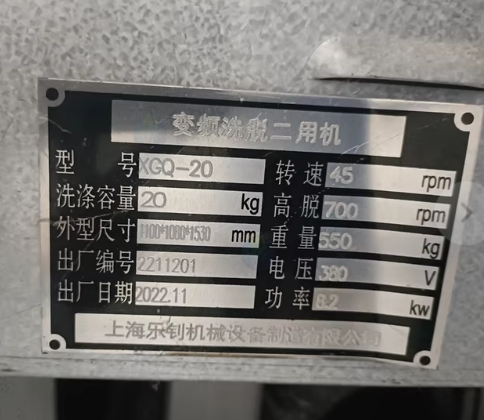 变频洗脱二用机
型号 XGQ-20 转速 45 rpm
洗涤容量 20 kg 高脱 700 rpm
外型尺寸 1100*1080*1530 mm 重量 550 kg
出厂编号 2211201 电压 380 V
出厂日期 2022.11 功率 8.2 kw
上海乐钊机械设备制造有限公司